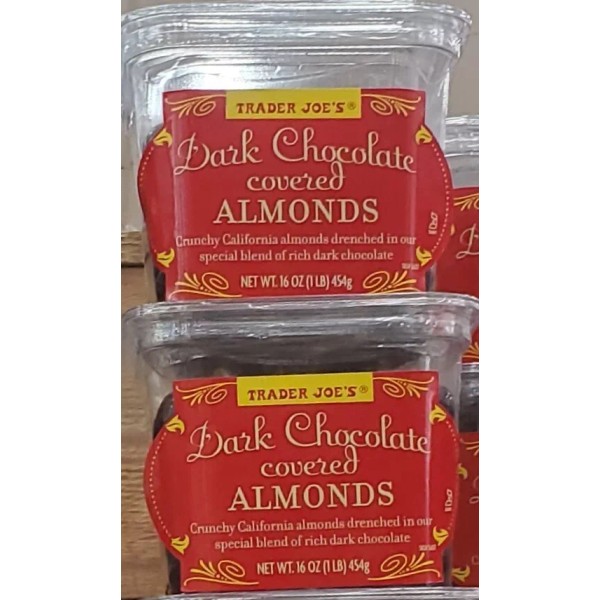 TRADER JOE'S®
Dark Chocolate
covered
ALMONDS
Crunchy California almonds drenched in our
special blend of rich dark chocolate
NET WT. 16 OZ (1 LB) 454g
TRADER JOE'S®
Dark Chocolate
covered
ALMONDS
Crunchy California almonds drenched in our
special blend of rich dark chocolate
NET WT. 16 OZ (1 LB) 454g